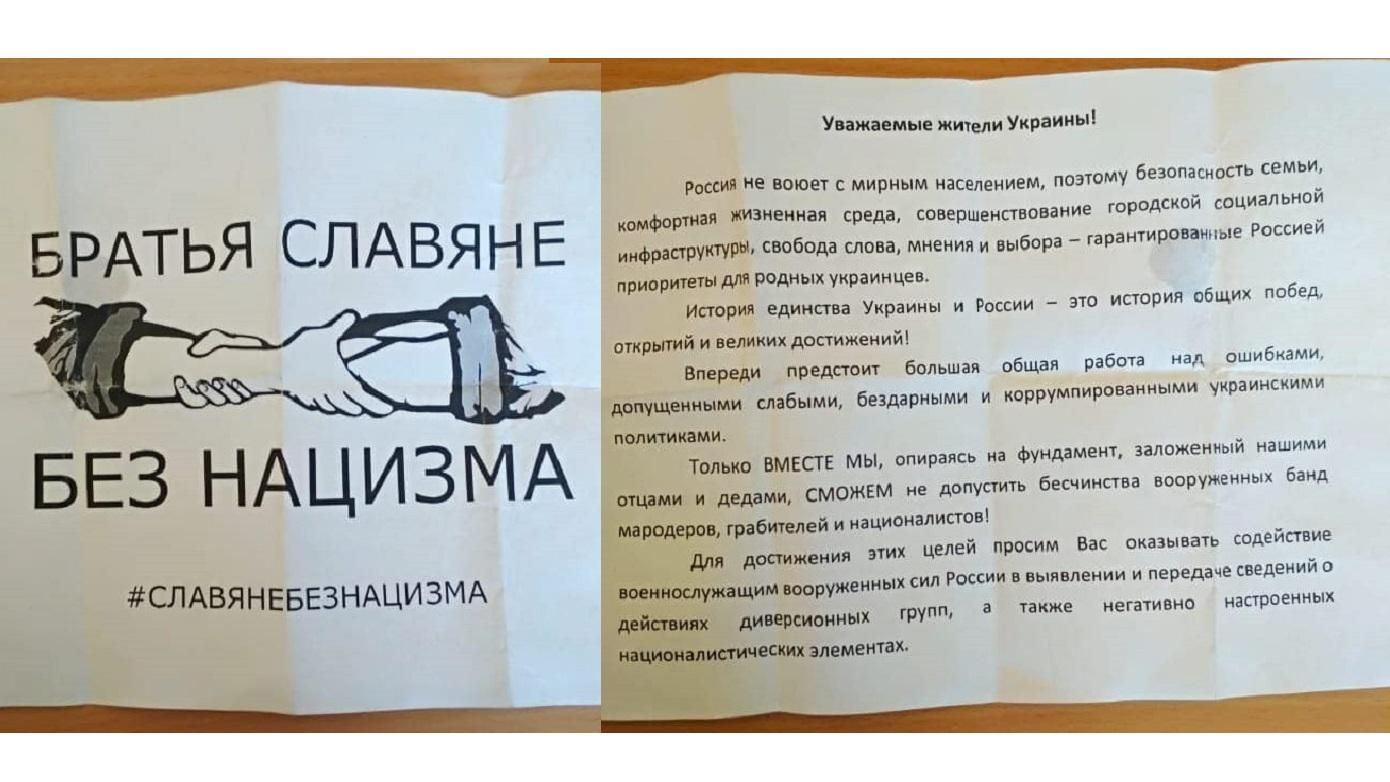 БРАТЬЯ СЛАВЯНЕ
БЕЗ НАЦИЗМА
#СЛАВЯНЕБЕЗНАЦИЗМА
Уважаемые жители Украины!
Россия не воюет с мирным населением, поэтому безопасность семьи,
комфортная жизненная среда, совершенствование городской социальной
инфраструктуры, свобода слова, мнения и выбора – гарантированные Россией
приоритеты для родных украинцев.
История единства Украины и России – это история общих побед,
открытий и великих достижений!
Впереди предстоит большая общая работа над ошибками,
допущенными слабыми, бездарными и коррумпированными украинскими
политиками.
Только ВМЕСТЕ МЫ, опираясь на фундамент, заложенный нашими
отцами и дедами, СМОЖЕМ не допустить бесчинства вооруженных банд
мародеров, грабителей и националистов!
Для достижения этих целей просим Вас оказывать содействие
военнослужащим вооруженных сил России в выявлении и передаче сведений о
действиях диверсионных групп, а также негативно настроенных
националистических элементах.